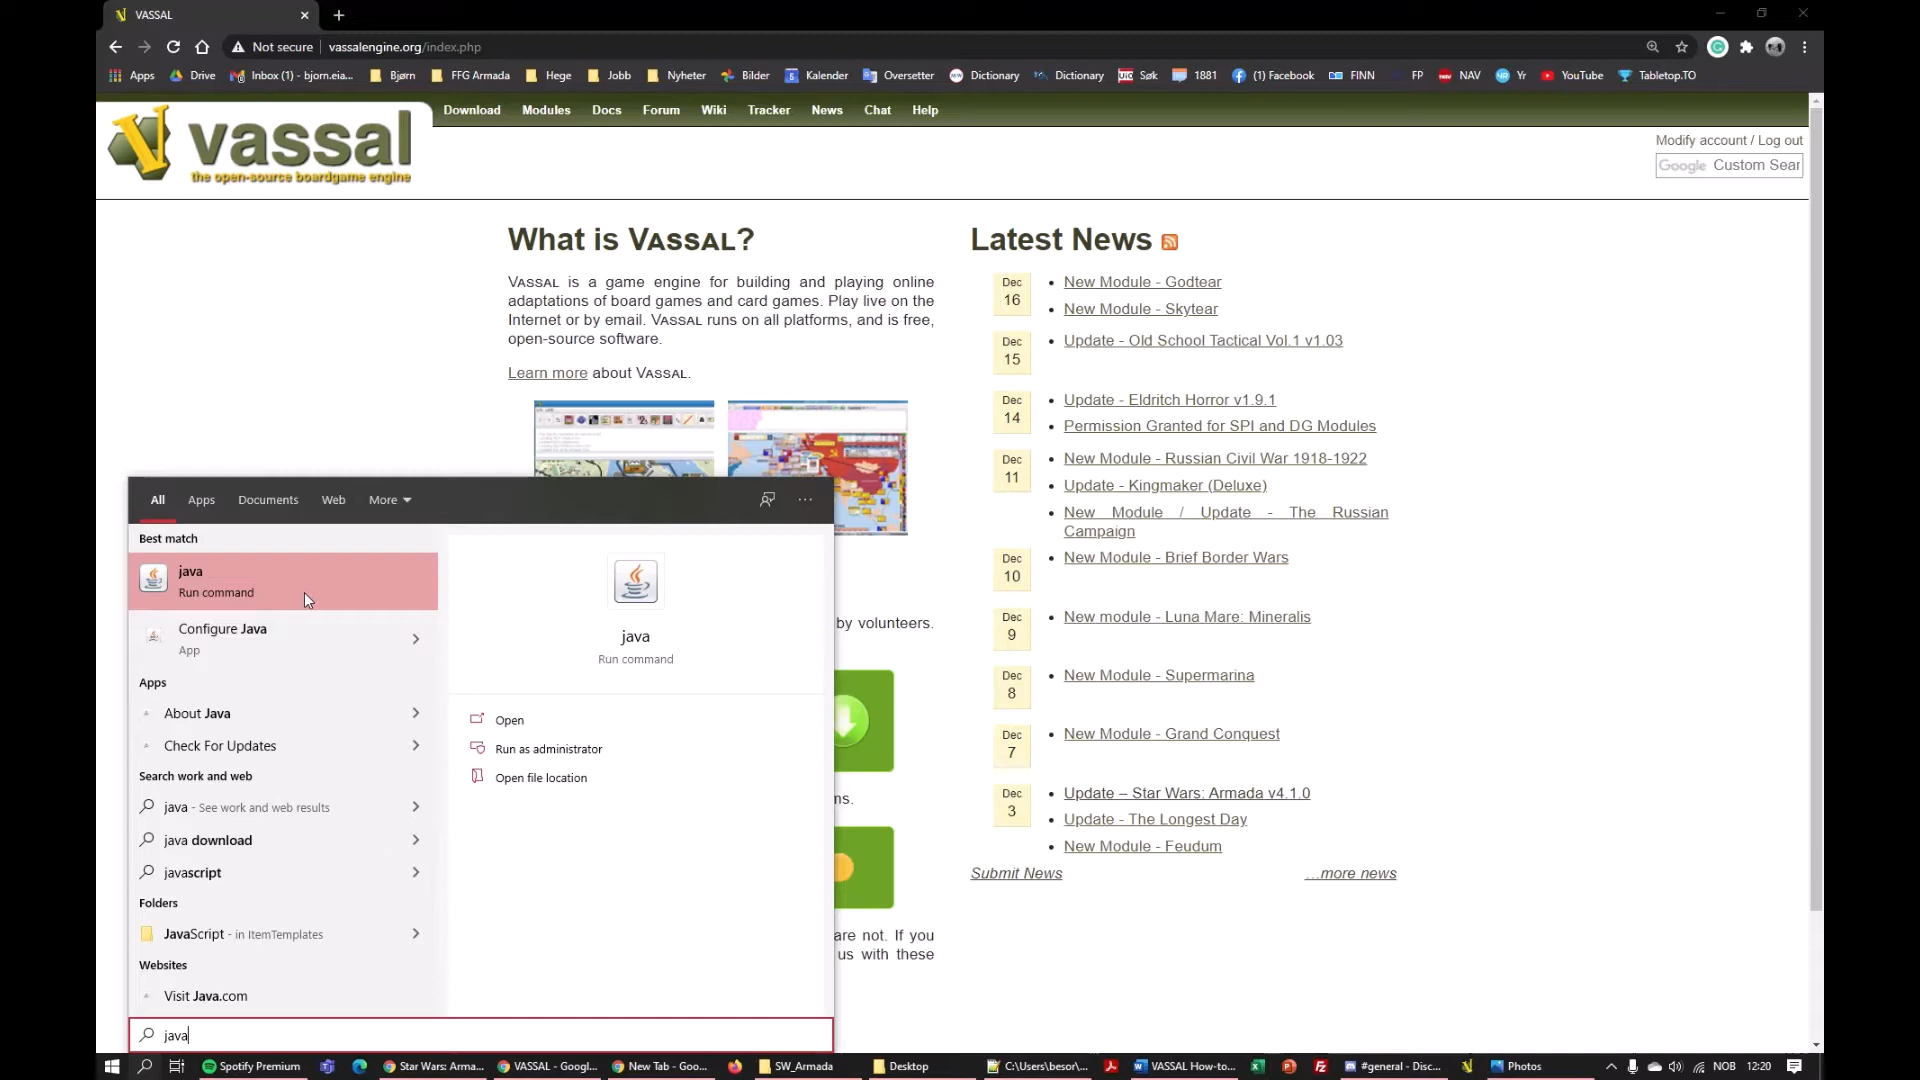 VASSAL
Not secure
vassalengine.org/index.php
Apps
Drive
Inbox (1) - bjorn.eia...
Bjørn
FFG Armada
Hege
Jobb
Nyheter
Bilder
Kalender
Oversetter
Dictionary
Dictionary
Søk
1881
(1) Facebook
FINN
FP
NAV
Yr
YouTube
Tabletop.TO
vassal
the open-source boardgame engine
Download
Modules
Docs
Forum
Wiki
Tracker
News
Chat
Help
Modify account / Log out
Google Custom Sear
What is VASSAL?
VASSAL is a game engine for building and playing online
adaptations of board games and card games. Play live on the
Internet or by email. VASSAL runs on all platforms, and is free,
open-source software.
Learn more about VASSAL.
by volunteers.
ms.
are not. If you
us with these
Latest News
Dec
16
New Module - Godtear
New Module - Skytear
Dec
15
Update - Old School Tactical Vol.1 v1.03
Dec
14
Update - Eldritch Horror v1.9.1
Permission Granted for SPI and DG Modules
Dec
11
New Module - Russian Civil War 1918-1922
Update - Kingmaker (Deluxe)
New Module / Update - The Russian
Campaign
Dec
10
New Module - Brief Border Wars
Dec
9
New module - Luna Mare: Mineralis
Dec
8
New Module - Supermarina
Dec
7
New Module - Grand Conquest
Dec
3
Update – Star Wars: Armada v4.1.0
Update - The Longest Day
New Module - Feudum
Submit News
...more news
All
Apps
Documents
Web
More
Best match
java
Run command
Configure Java
App
Apps
About Java
Check For Updates
Search work and web
java - See work and web results
java download
javascript
Folders
JavaScript - in ItemTemplates
Websites
Visit Java.com
java
java
Run command
Open
Run as administrator
Open file location
Spotify Premium
Star Wars: Arma...
VASSAL - Googl...
New Tab - Goo...
SW_Armada
Desktop
C:\Users\besor\...
VASSAL How-to...
#general - Disc...
Photos
NOB
12:20